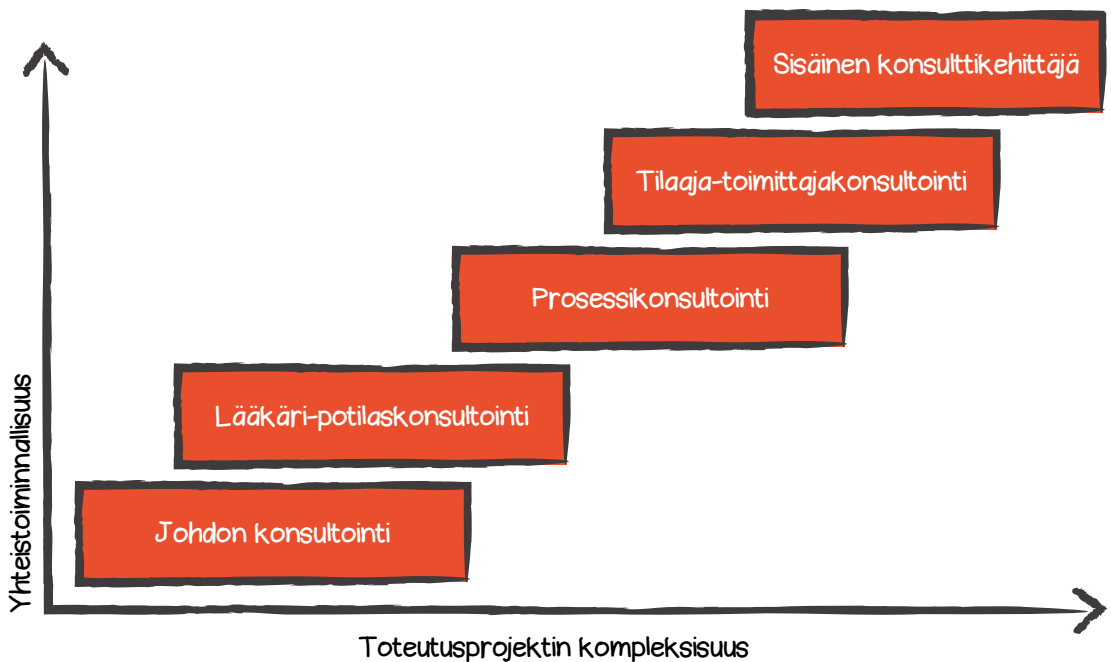 Sisäinen konsulttikehittäjä
Tilaaja-toimittajakonsultointi
Prosessikonsultointi
Lääkäri-potilaskonsultointi
Johdon konsultointi
Yhteistoiminnallisuus
Toteutusprojektin kompleksisuus